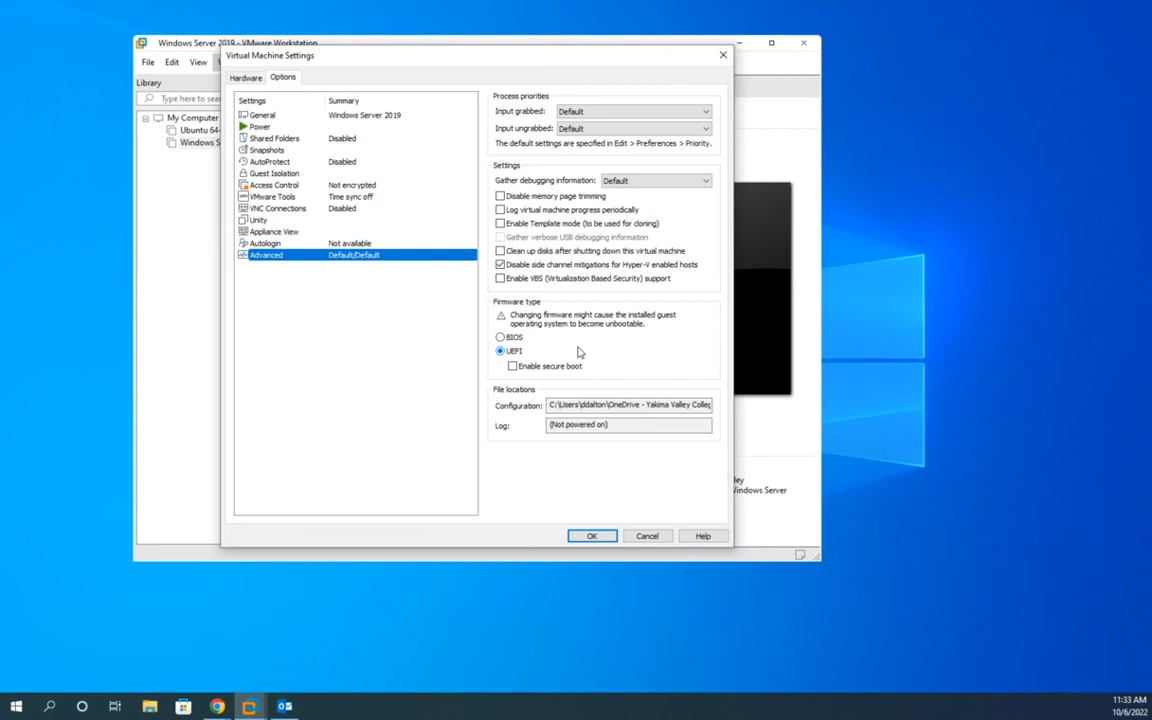 Windows Server 2019 - VMware Workstation
Virtual Machine Settings
File Edit View
Hardware Options
Library
Type here to sear
My Computer
Ubuntu 64-
Windows S
Settings Summary
General Windows Server 2019
Power
Shared Folders Disabled
Snapshots
AutoProtect Disabled
Guest Isolation
Access Control Not encrypted
VMware Tools Time sync off
VNC Connections Disabled
Unity
Appliance View
Autologin Not available
Advanced Default/Default
Process priorities
Input grabbed: Default
Input ungrabbed: Default
The default settings are specified in Edit > Preferences > Priority.
Settings
Gather debugging information: Default
Disable memory page trimming
Log virtual machine progress periodically
Enable Template mode (to be used for cloning)
Gather verbose USB debugging information
Clean up disks after shutting down this virtual machine
Disable side channel mitigations for Hyper-V enabled hosts
Enable VBS (Virtualization Based Security) support
Firmware type
Changing firmware might cause the installed guest
operating system to become unbootable.
BIOS
UEFI
Enable secure boot
File locations
Configuration: C:\Users\ddalton\OneDrive - Yakima Valley Colleg
Log: (Not powered on)
ley
Windows Server
OK Cancel Help
11:33 AM
10/6/2022